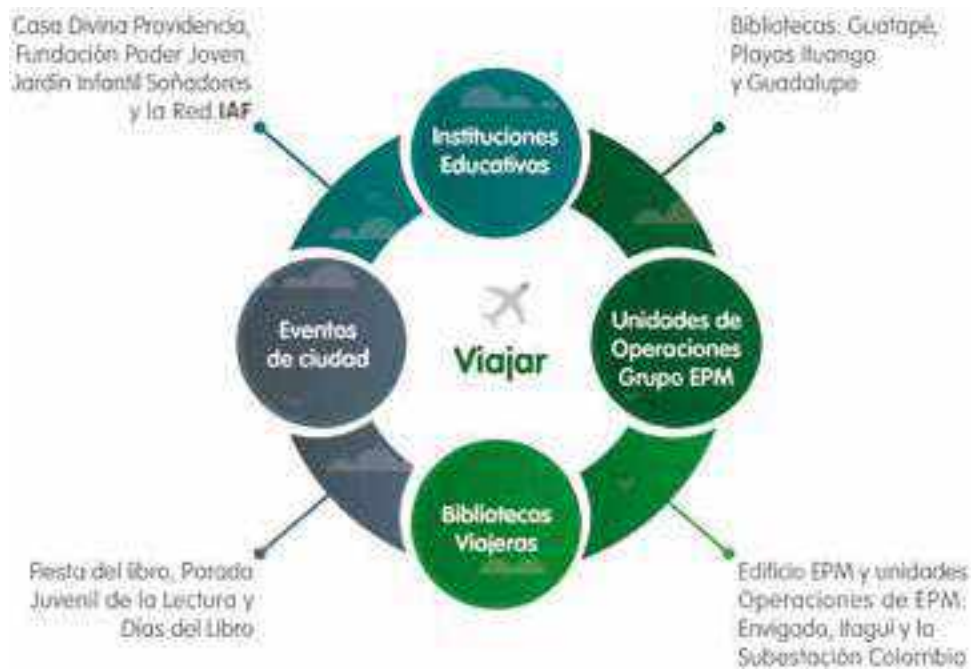 Casa Divina Providencia,
Fundación Poder Joven,
Jardín Infantil Soñadores
y la Red IAF
Bibliotecas: Guatapé,
Playas Ituango
y Guadalupe
Instituciones
Educativas
Eventos
de ciudad
Viajar
Unidades de
Operaciones
Grupo EPM
Bibliotecas
Viajeras
Fiesta del libro, Parada
Juvenil de la Lectura y
Días del Libro
Edificio EPM y unidades
Operaciones de EPM:
Envigado, Itagüí y la
Subestación Colombia